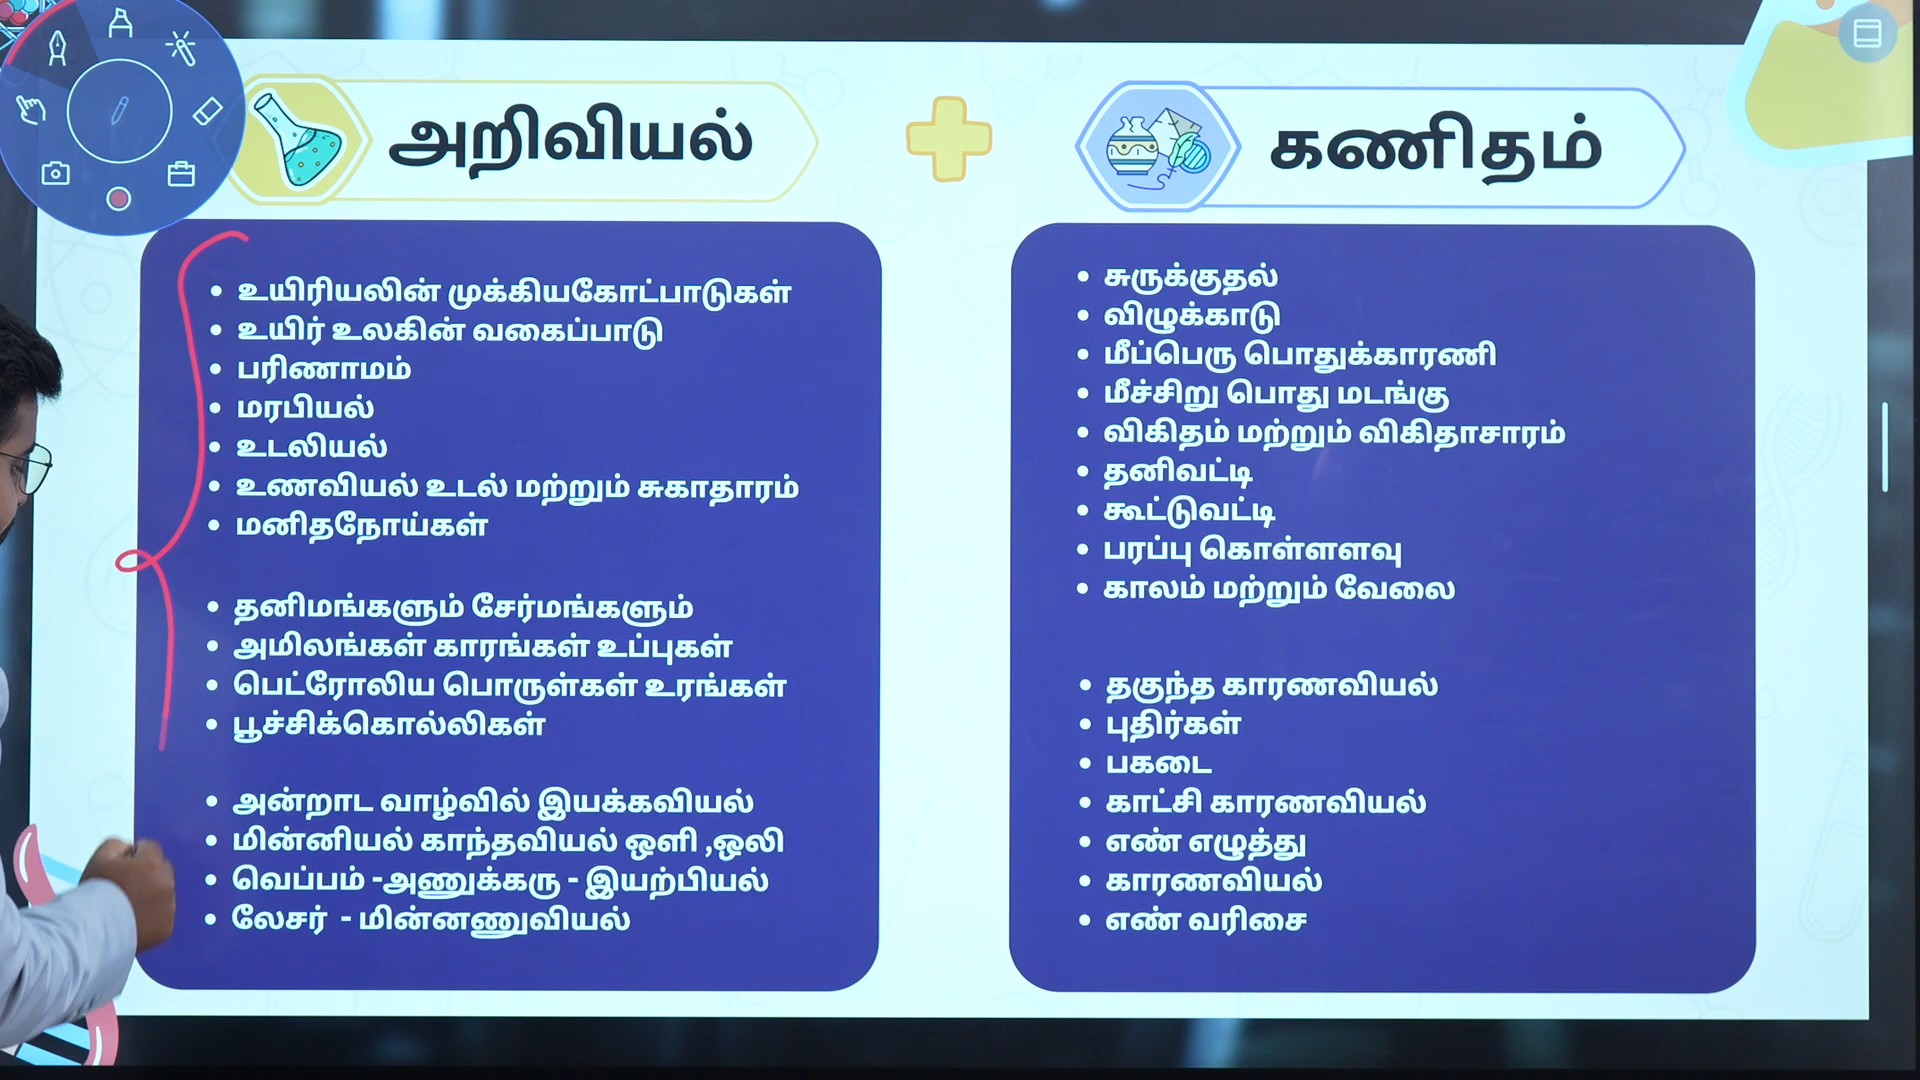 அறிவியல்
உயிரியலின் முக்கியகோட்பாடுகள்
உயிர் உலகின் வகைப்பாடு
பரிணாமம்
மரபியல்
உடலியல்
உணவியல் உடல் மற்றும் சுகாதாரம்
மனிதநோய்கள்
தனிமங்களும் சேர்மங்களும்
அமிலங்கள் காரங்கள் உப்புகள்
பெட்ரோலிய பொருள்கள் உரங்கள்
பூச்சிக்கொல்லிகள்
அன்றாட வாழ்வில் இயக்கவியல்
மின்னியல் காந்தவியல் ஒளி ,ஒலி
வெப்பம் -அணுக்கரு - இயற்பியல்
லேசர் - மின்னணுவியல்
கணிதம்
சுருக்குதல்
விழுக்காடு
மீப்பெரு பொதுக்காரணி
மீச்சிறு பொது மடங்கு
விகிதம் மற்றும் விகிதாசாரம்
தனிவட்டி
கூட்டுவட்டி
பரப்பு கொள்ளளவு
காலம் மற்றும் வேலை
தகுந்த காரணவியல்
புதிர்கள்
பகடை
காட்சி காரணவியல்
எண் எழுத்து
காரணவியல்
எண் வரிசை